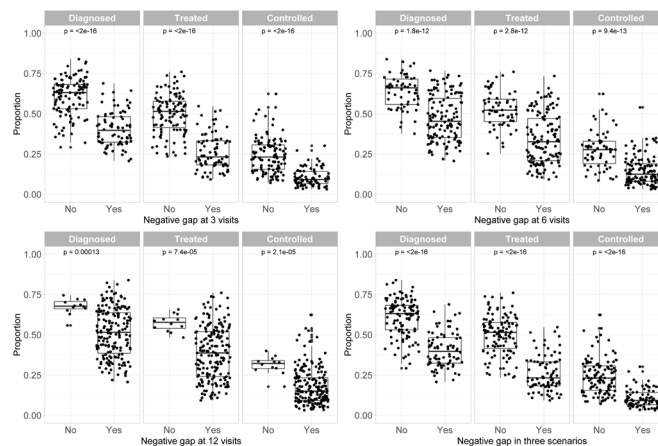 Diagnosed Treated Controlled
p = <2e-16 p = <2e-16 p = <2e-16
1.00
0.75
0.50
0.25
0.00
Proportion
No Yes No Yes No Yes
Negative gap at 3 visits
Diagnosed Treated Controlled
p = 1.8e-12 p = 2.8e-12 p = 9.4e-13
1.00
0.75
0.50
0.25
0.00
Proportion
No Yes No Yes No Yes
Negative gap at 6 visits
Diagnosed Treated Controlled
p = 0.00013 p = 7.4e-05 p = 2.1e-05
1.00
0.75
0.50
0.25
0.00
Proportion
No Yes No Yes No Yes
Negative gap at 12 visits
Diagnosed Treated Controlled
p = <2e-16 p = <2e-16 p = <2e-16
1.00
0.75
0.50
0.25
0.00
Proportion
No Yes No Yes No Yes
Negative gap in three scenarios